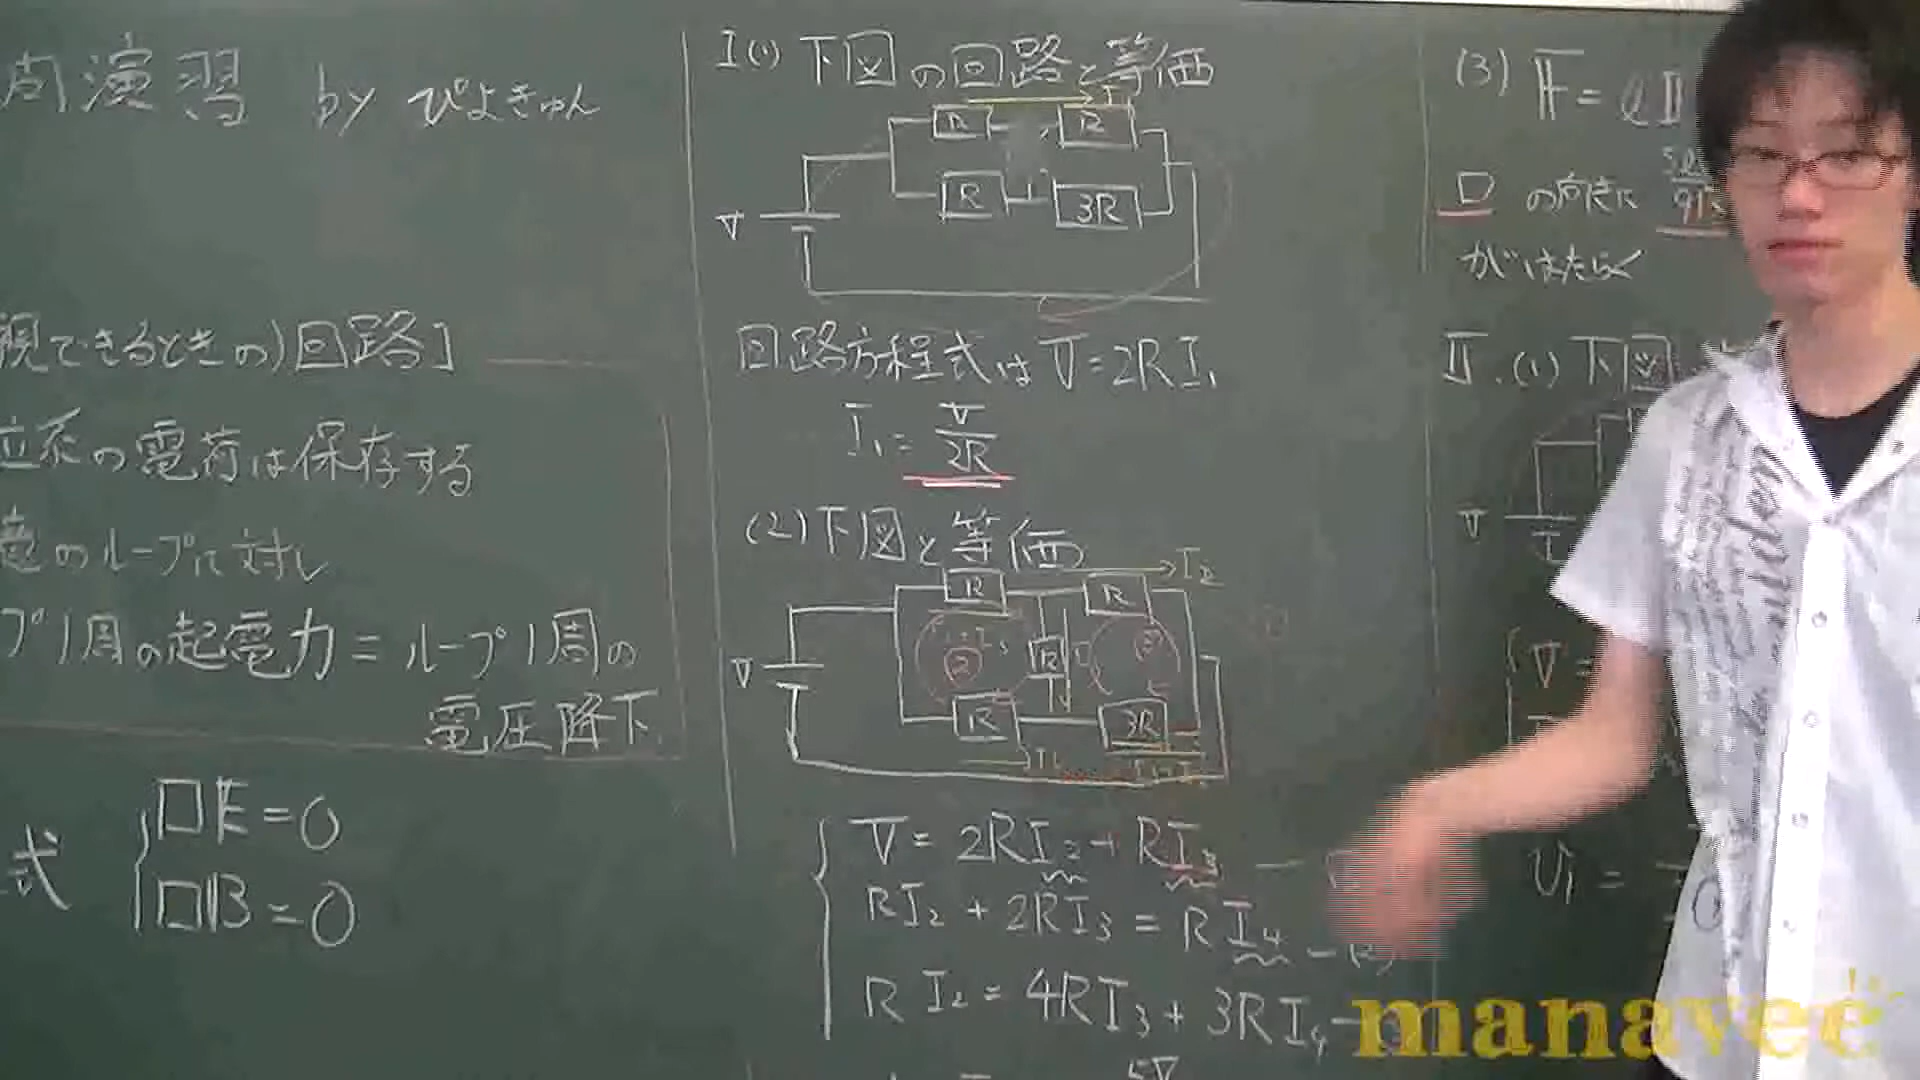 演習 by ぴよきゅん
視できるときの)回路]
立系の電荷は保存する
意のループに対し
プ1周の起電力=ループ1周の
電圧降下
式
□E=0
□B=0
I(1) 下図の回路と等価
I
R R
R 3R
V
回路方程式は V=2RI₁
I₁= V/2R
(2)下図と等価
I₂
R R
R
②
V
R 3R
V= 2RI₂+RI₃
RI₂ + 2RI₃ = RI₄
RI₂ = 4RI₃ + 3RI₄
5V
(3) F=
の向きに
がはたらく
II.(1)下図
V
V=
V₁ =
manavee